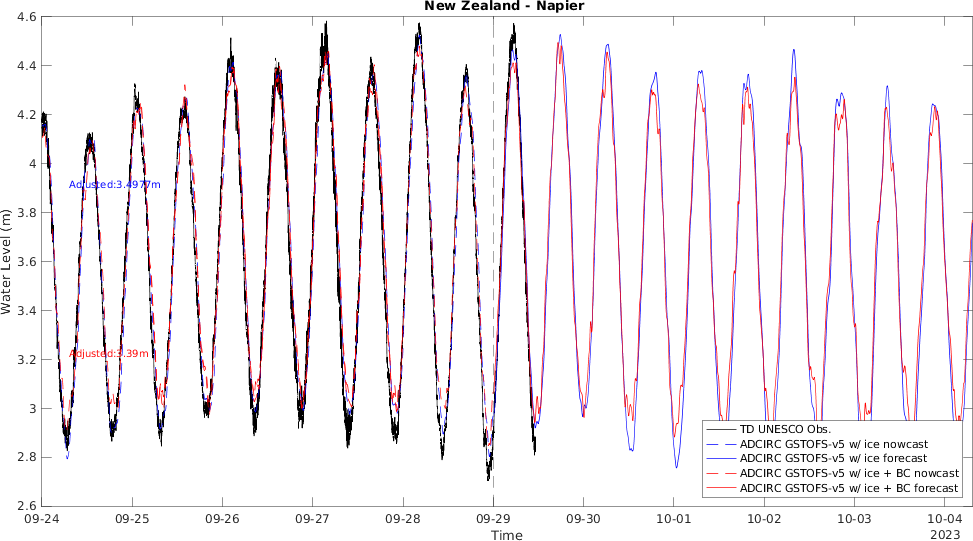 New Zealand - Napier
4.6
4.4
4.2
4
3.8
3.6
3.4
3.2
3
2.8
2.6
Water Level (m)
Adjusted:3.4977m
Adjusted:3.39m
TD UNESCO Obs.
ADCIRC GSTOFS-v5 w/ ice nowcast
ADCIRC GSTOFS-v5 w/ ice forecast
ADCIRC GSTOFS-v5 w/ ice + BC nowcast
ADCIRC GSTOFS-v5 w/ ice + BC forecast
09-24 09-25 09-26 09-27 09-28 09-29 09-30 10-01 10-02 10-03 10-04
Time
2023